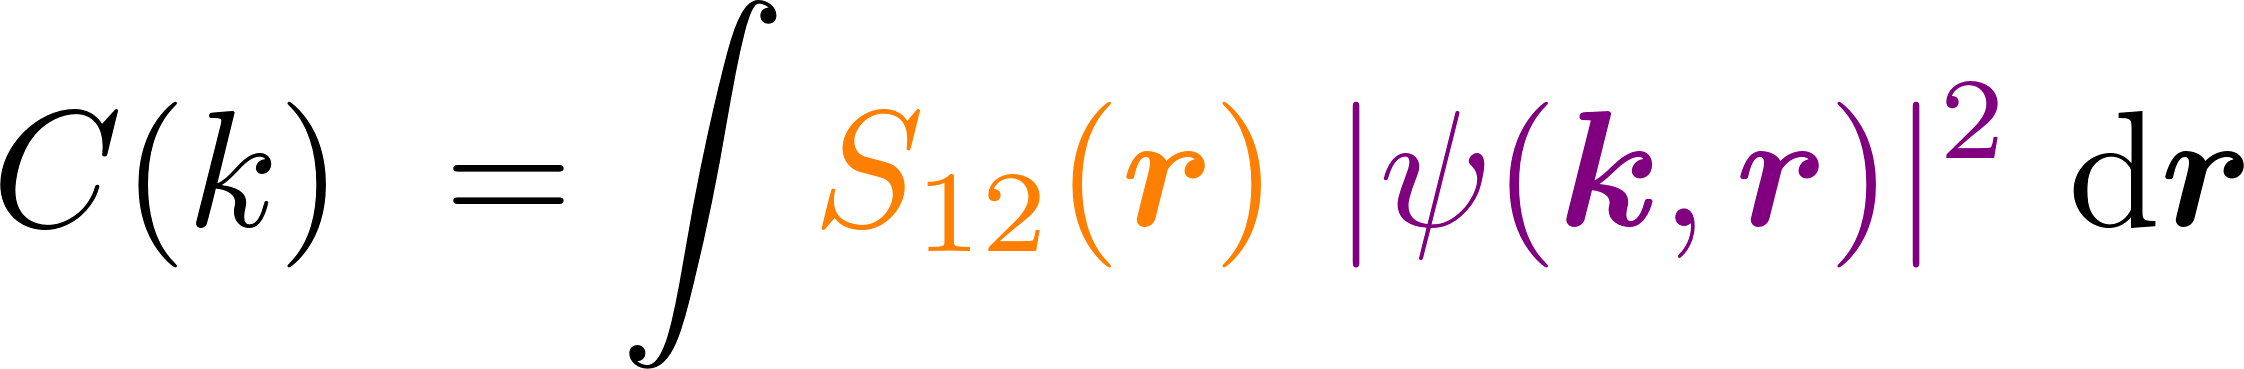 C(k) = ∫ S₁₂(𝒓) |ψ(𝒌, 𝒓)|² d𝒓